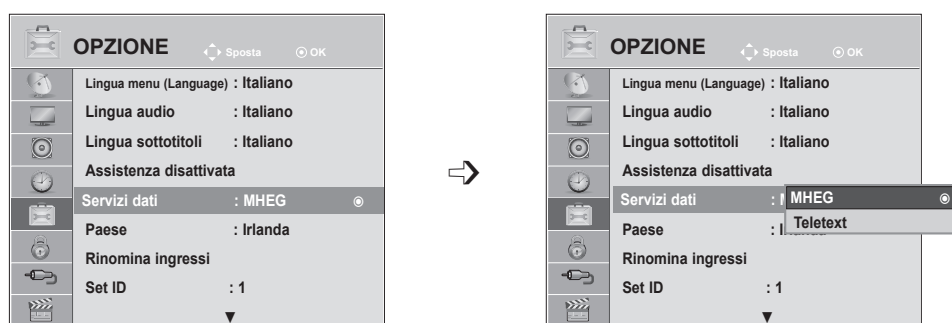 OPZIONE Sposta OK
Lingua menu (Language) : Italiano
Lingua audio : Italiano
Lingua sottotitoli : Italiano
Assistenza disattivata
Servizi dati : MHEG
Paese : Irlanda
Rinomina ingressi
Set ID : 1
OPZIONE Sposta OK
Lingua menu (Language) : Italiano
Lingua audio : Italiano
Lingua sottotitoli : Italiano
Assistenza disattivata
Servizi dati : MHEG
Paese : Teletext
Rinomina ingressi
Set ID : 1